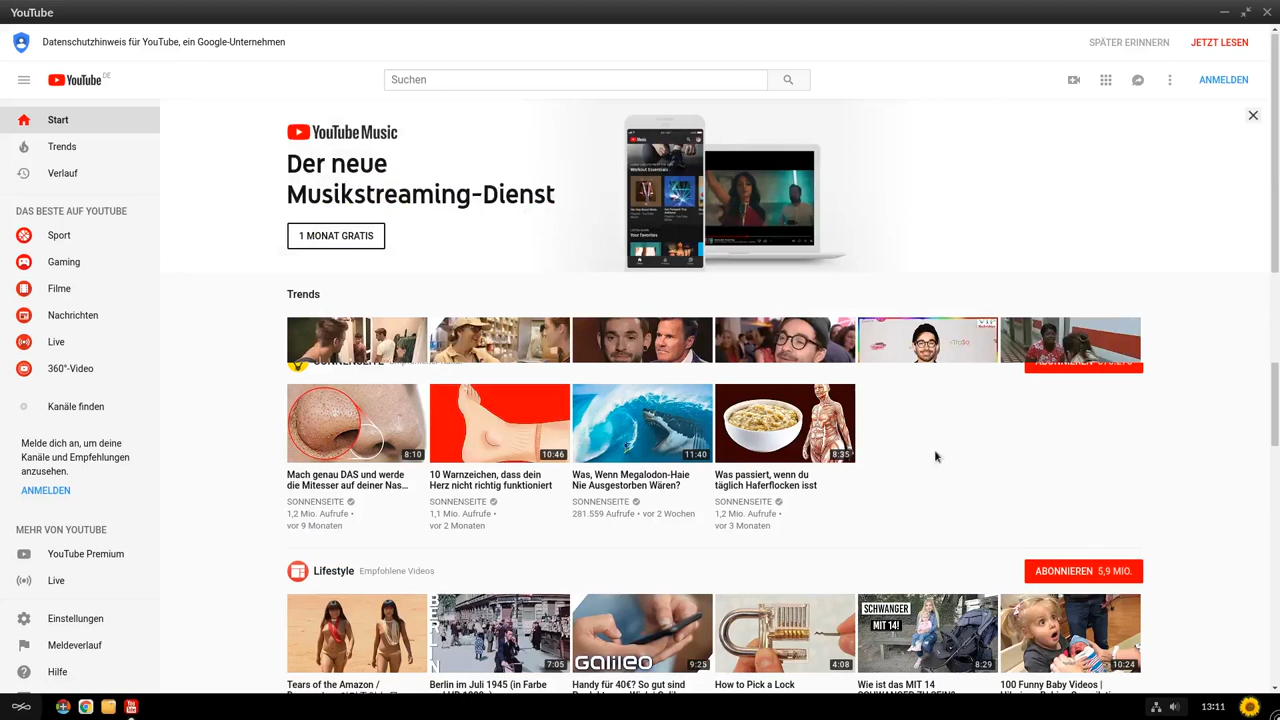 YouTube
Datenschutzhinweis für YouTube, ein Google-Unternehmen
SPÄTER ERINNERN
JETZT LESEN
YouTube DE
Suchen
ANMELDEN
Start
Trends
Verlauf
DAS BESTE AUF YOUTUBE
Sport
Gaming
Filme
Nachrichten
Live
360°-Video
Kanäle finden
Melde dich an, um deine
Kanäle und Empfehlungen
anzusehen.
ANMELDEN
MEHR VON YOUTUBE
YouTube Premium
Live
Einstellungen
Meldeverlauf
Hilfe
YouTube Music
Der neue
Musikstreaming-Dienst
1 MONAT GRATIS
Trends
SONNENSEITE
8:10
10:46
11:40
8:35
Mach genau DAS und werde
die Mitesser auf deiner Nas...
SONNENSEITE
1,2 Mio. Aufrufe •
vor 9 Monaten
10 Warnzeichen, dass dein
Herz nicht richtig funktioniert
SONNENSEITE
1,1 Mio. Aufrufe •
vor 2 Monaten
Was, Wenn Megalodon-Haie
Nie Ausgestorben Wären?
SONNENSEITE
281.559 Aufrufe • vor 2 Wochen
Was passiert, wenn du
täglich Haferflocken isst
SONNENSEITE
1,2 Mio. Aufrufe •
vor 3 Monaten
Lifestyle Empfohlene Videos
ABONNIEREN 5,9 MIO.
7:05
Galileo
9:25
4:08
SCHWANGER
MIT 14!
8:29
10:24
Tears of the Amazon /
Berlin im Juli 1945 (in Farbe
Handy für 40€? So gut sind
How to Pick a Lock
Wie ist das MIT 14
100 Funny Baby Videos |
13:11